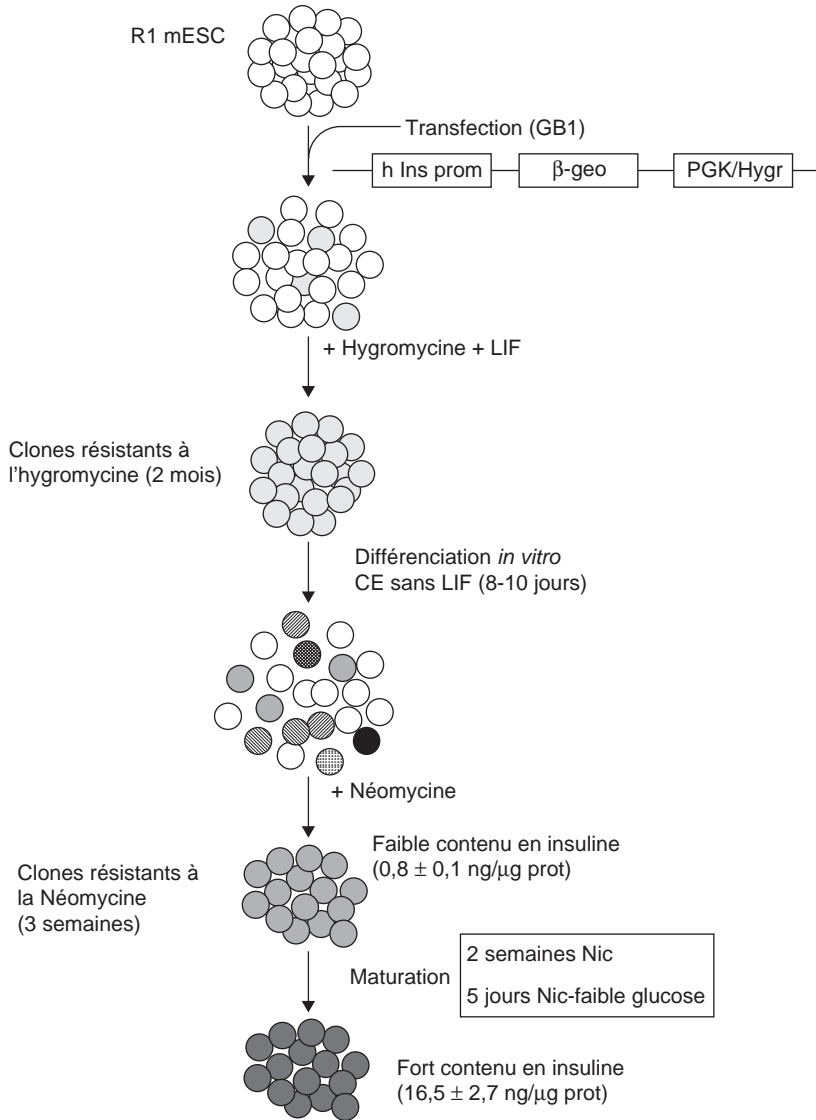 R1 mESC
Transfection (GB1)
h Ins prom
β-geo
PGK/Hygr
+ Hygromycine + LIF
Clones résistants à
l'hygromycine (2 mois)
Différenciation in vitro
CE sans LIF (8-10 jours)
+ Néomycine
Clones résistants à
la Néomycine
(3 semaines)
Faible contenu en insuline
(0,8 ± 0,1 ng/μg prot)
Maturation
2 semaines Nic
5 jours Nic-faible glucose
Fort contenu en insuline
(16,5 ± 2,7 ng/μg prot)